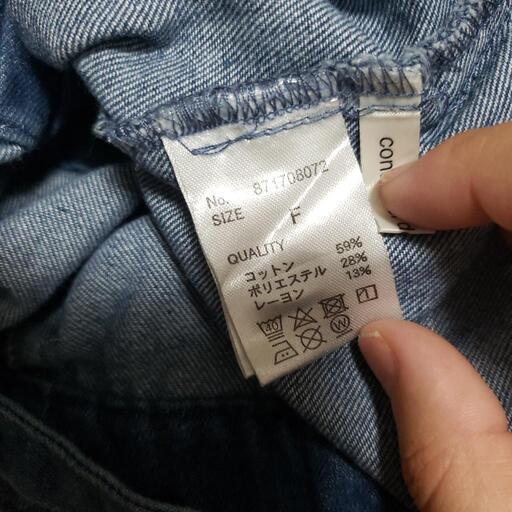 No. 871708072
SIZE F
QUALITY
コットン 59%
ポリエステル 28%
レーヨン 13%
40
W
con